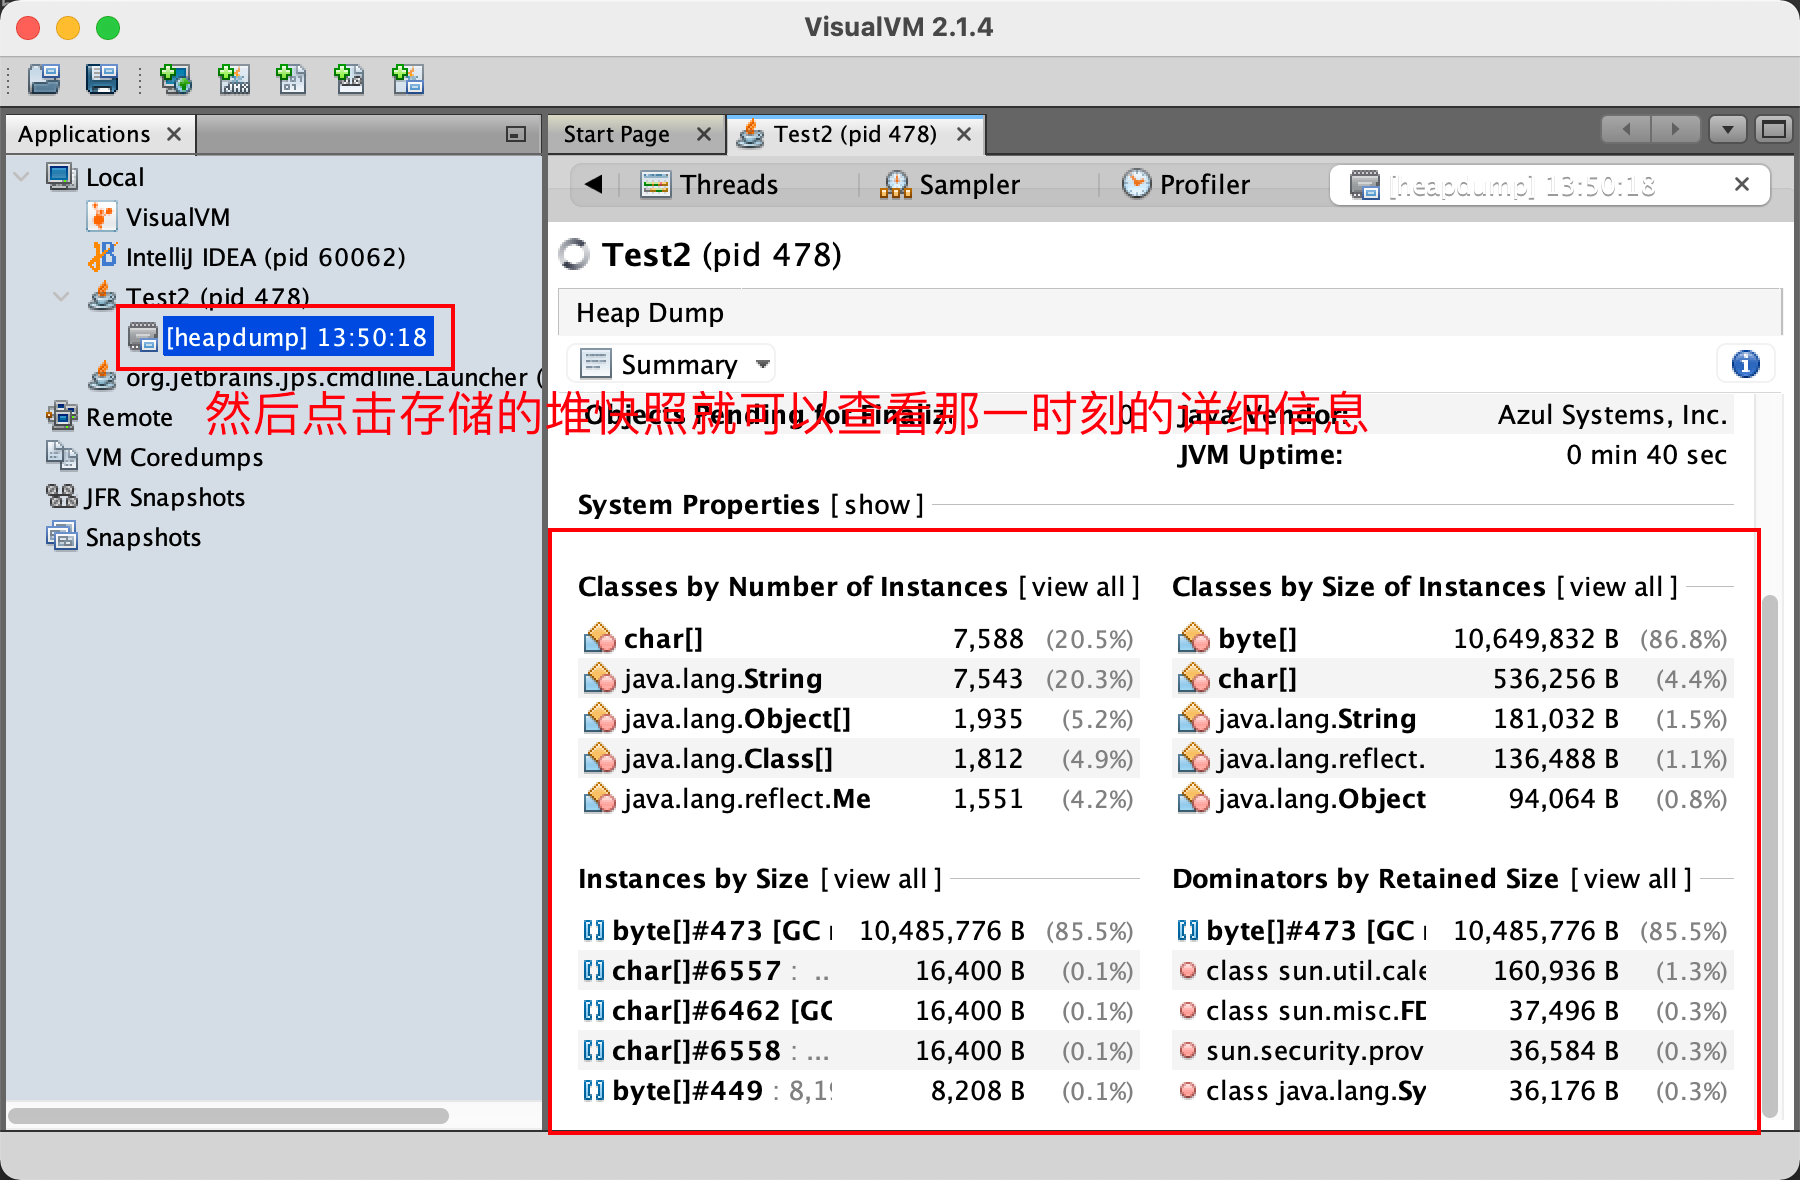 VisualVM 2.1.4
Applications
Start Page
Test2 (pid 478)
Local
VisualVM
IntelliJ IDEA (pid 60062)
Test2 (pid 478)
[heapdump] 13:50:18
org.jetbrains.jps.cmdline.Launcher (
Remote
VM Coredumps
JFR Snapshots
Snapshots
Threads
Sampler
Profiler
[heapdump] 13:50:18
Test2 (pid 478)
Heap Dump
Summary
然后点击存储的堆快照就可以查看那一时刻的详细信息
Objects Pending for Finaliz: 0
Java Vendor: Azul Systems, Inc.
JVM Uptime: 0 min 40 sec
System Properties [show]
Classes by Number of Instances [view all]
char[] 7,588 (20.5%)
java.lang.String 7,543 (20.3%)
java.lang.Object[] 1,935 (5.2%)
java.lang.Class[] 1,812 (4.9%)
java.lang.reflect.Me 1,551 (4.2%)
Classes by Size of Instances [view all]
byte[] 10,649,832 B (86.8%)
char[] 536,256 B (4.4%)
java.lang.String 181,032 B (1.5%)
java.lang.reflect. 136,488 B (1.1%)
java.lang.Object 94,064 B (0.8%)
Instances by Size [view all]
byte[]#473 [GC 10,485,776 B (85.5%)
char[]#6557 : .. 16,400 B (0.1%)
char[]#6462 [GC 16,400 B (0.1%)
char[]#6558 : ... 16,400 B (0.1%)
byte[]#449 : 8,19 8,208 B (0.1%)
Dominators by Retained Size [view all]
byte[]#473 [GC 10,485,776 B (85.5%)
class sun.util.cale 160,936 B (1.3%)
class sun.misc.FD 37,496 B (0.3%)
sun.security.prov 36,584 B (0.3%)
class java.lang.Sy 36,176 B (0.3%)